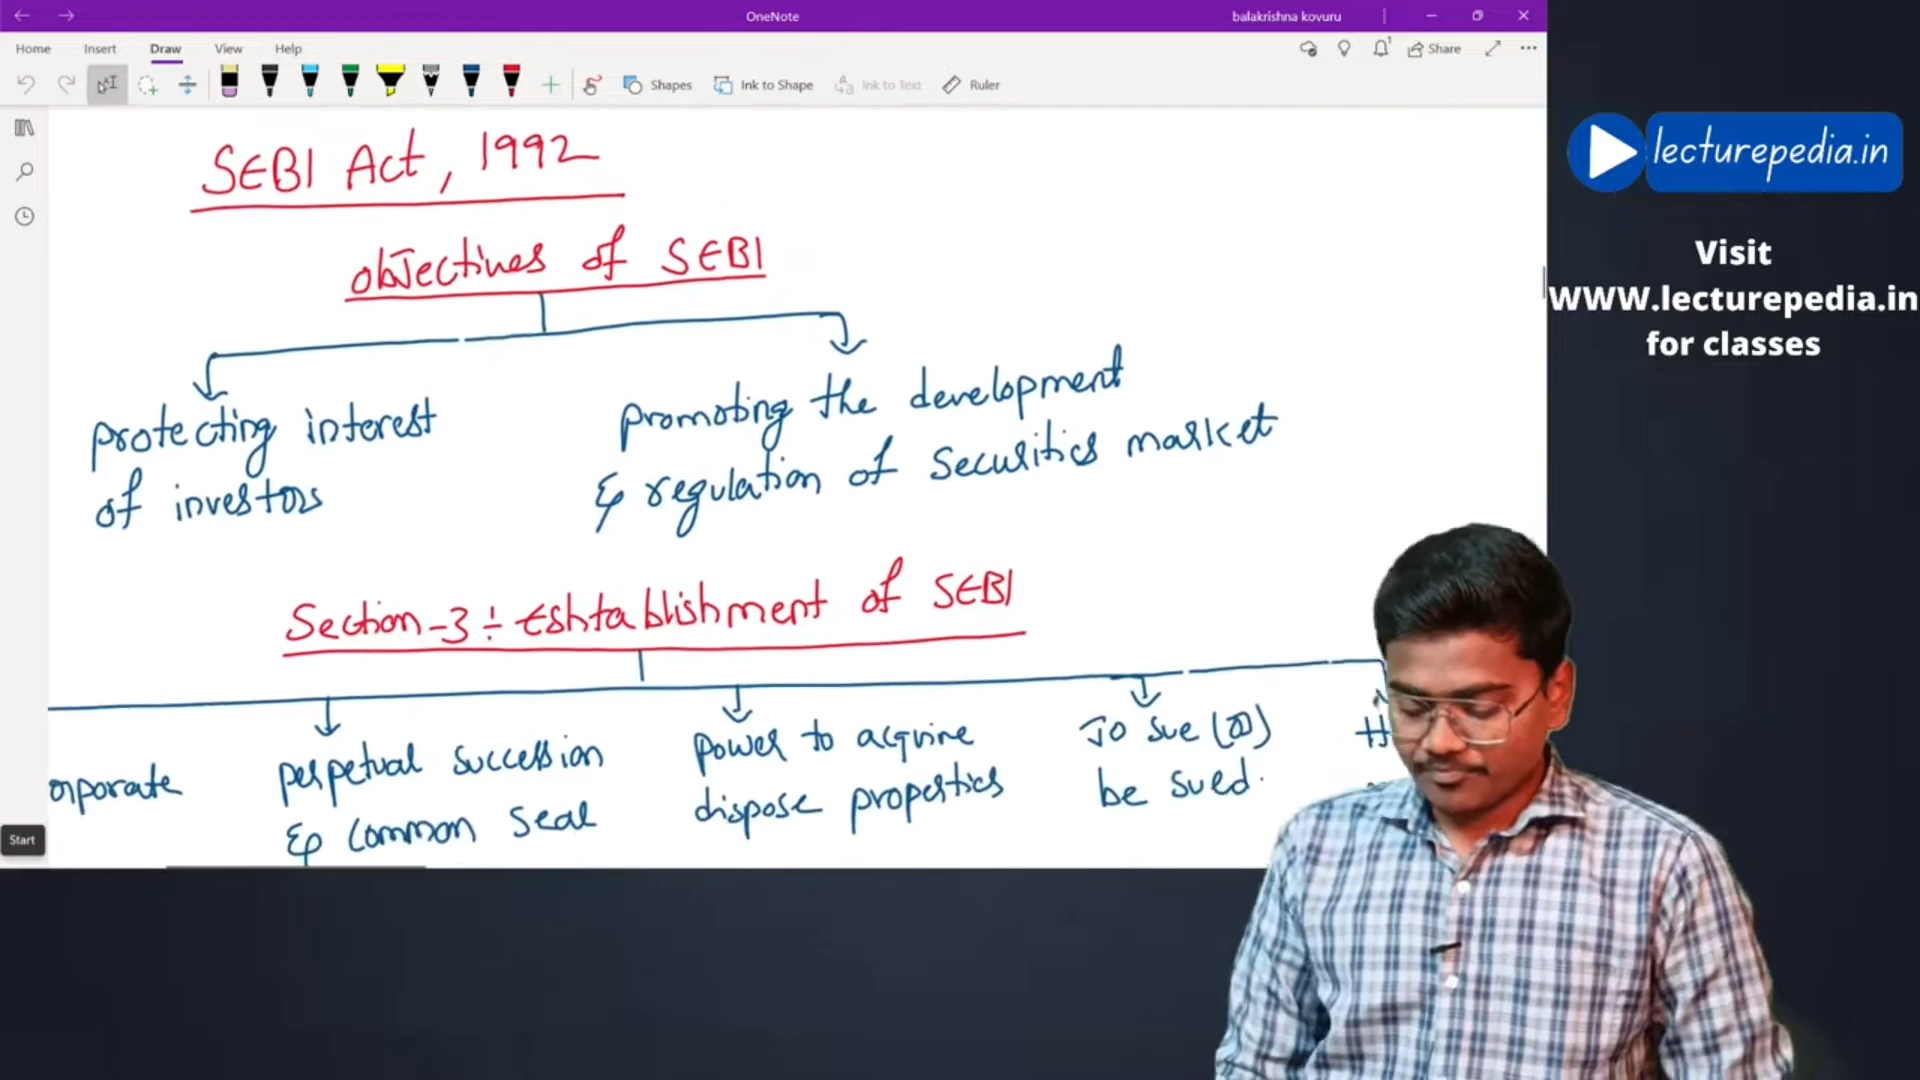 OneNote
balakrishna kovuru
Home Insert Draw View Help
1
Share
Shapes
Ink to Shape
Ink to Text
Ruler
SEBI Act, 1992
objectives of SEBI
protecting interest
of investors
promoting the development
& regulation of securities market
Section-3 ÷ Eshtablishment of SEBI
orporate
perpetual succession
& common seal
power to acqvire
dispose properties
To sue (or)
be sued.
H
Start
lecturepedia.in
Visit
WWW.lecturepedia.in
for classes